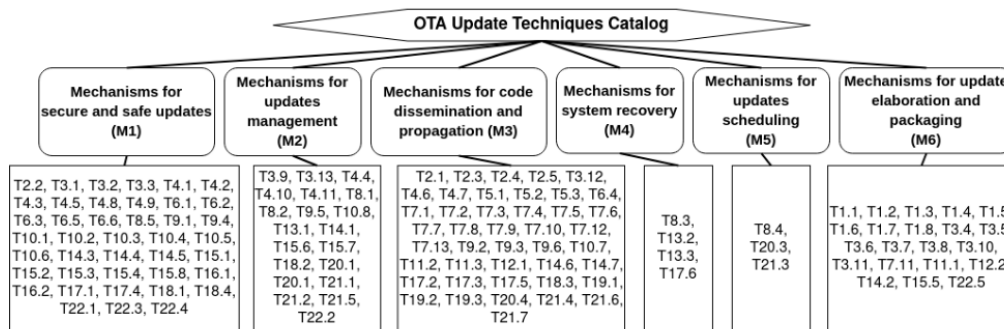 OTA Update Techniques Catalog
Mechanisms for
secure and safe updates
(M1)
Mechanisms for
updates
management
(M2)
Mechanisms for code
dissemination and
propagation (M3)
Mechanisms for
system recovery
(M4)
Mechanisms for
updates
scheduling
(M5)
Mechanisms for update
elaboration and
packaging
(M6)
T2.2, T3.1, T3.2, T3.3, T4.1, T4.2,
T4.3, T4.5, T4.8, T4.9, T6.1, T6.2,
T6.3, T6.5, T6.6, T8.5, T9.1, T9.4,
T10.1, T10.2, T10.3, T10.4, T10.5,
T10.6, T14.3, T14.4, T14.5, T15.1,
T15.2, T15.3, T15.4, T15.8, T16.1,
T16.2, T17.1, T17.4, T18.1, T18.4,
T22.1, T22.3, T22.4
T3.9, T3.13, T4.4,
T4.10, T4.11, T8.1,
T8.2, T9.5, T10.8,
T13.1, T14.1,
T15.6, T15.7,
T18.2, T20.1,
T20.1, T21.1,
T21.2, T21.5,
T22.2
T2.1, T2.3, T2.4, T2.5, T3.12,
T4.6, T4.7, T5.1, T5.2, T5.3, T6.4,
T7.1, T7.2, T7.3, T7.4, T7.5, T7.6,
T7.7, T7.8, T7.9, T7.10, T7.12,
T7.13, T9.2, T9.3, T9.6, T10.7,
T11.2, T11.3, T12.1, T14.6, T14.7,
T17.2, T17.3, T17.5, T18.3, T19.1,
T19.2, T19.3, T20.4, T21.4, T21.6,
T21.7
T8.3,
T13.2,
T13.3,
T17.6
T8.4,
T20.3,
T21.3
T1.1, T1.2, T1.3, T1.4, T1.5
T1.6, T1.7, T1.8, T3.4, T3.5
T3.6, T3.7, T3.8, T3.10,
T3.11, T7.11, T11.1, T12.2
T14.2, T15.5, T22.5